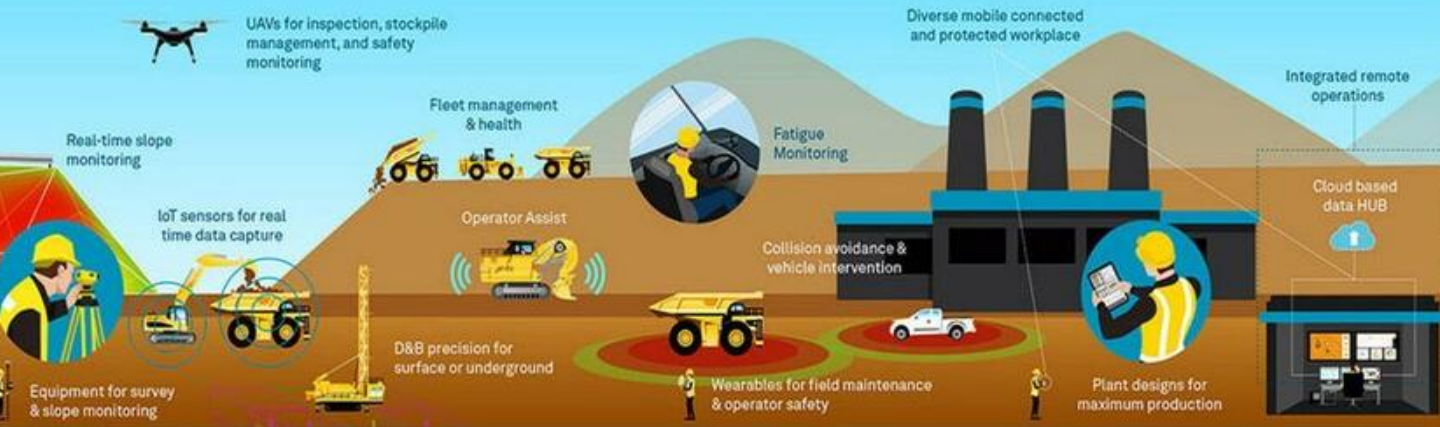 UAVs for inspection, stockpile
management, and safety
monitoring
Diverse mobile connected
and protected workplace
Integrated remote
operations
Fleet management
& health
Real-time slope
monitoring
Fatigue
Monitoring
Cloud based
data HUB
IoT sensors for real
time data capture
Operator Assist
Collision avoidance &
vehicle intervention
D&B precision for
surface or underground
Equipment for survey
& slope monitoring
Wearables for field maintenance
& operator safety
Plant designs for
maximum production